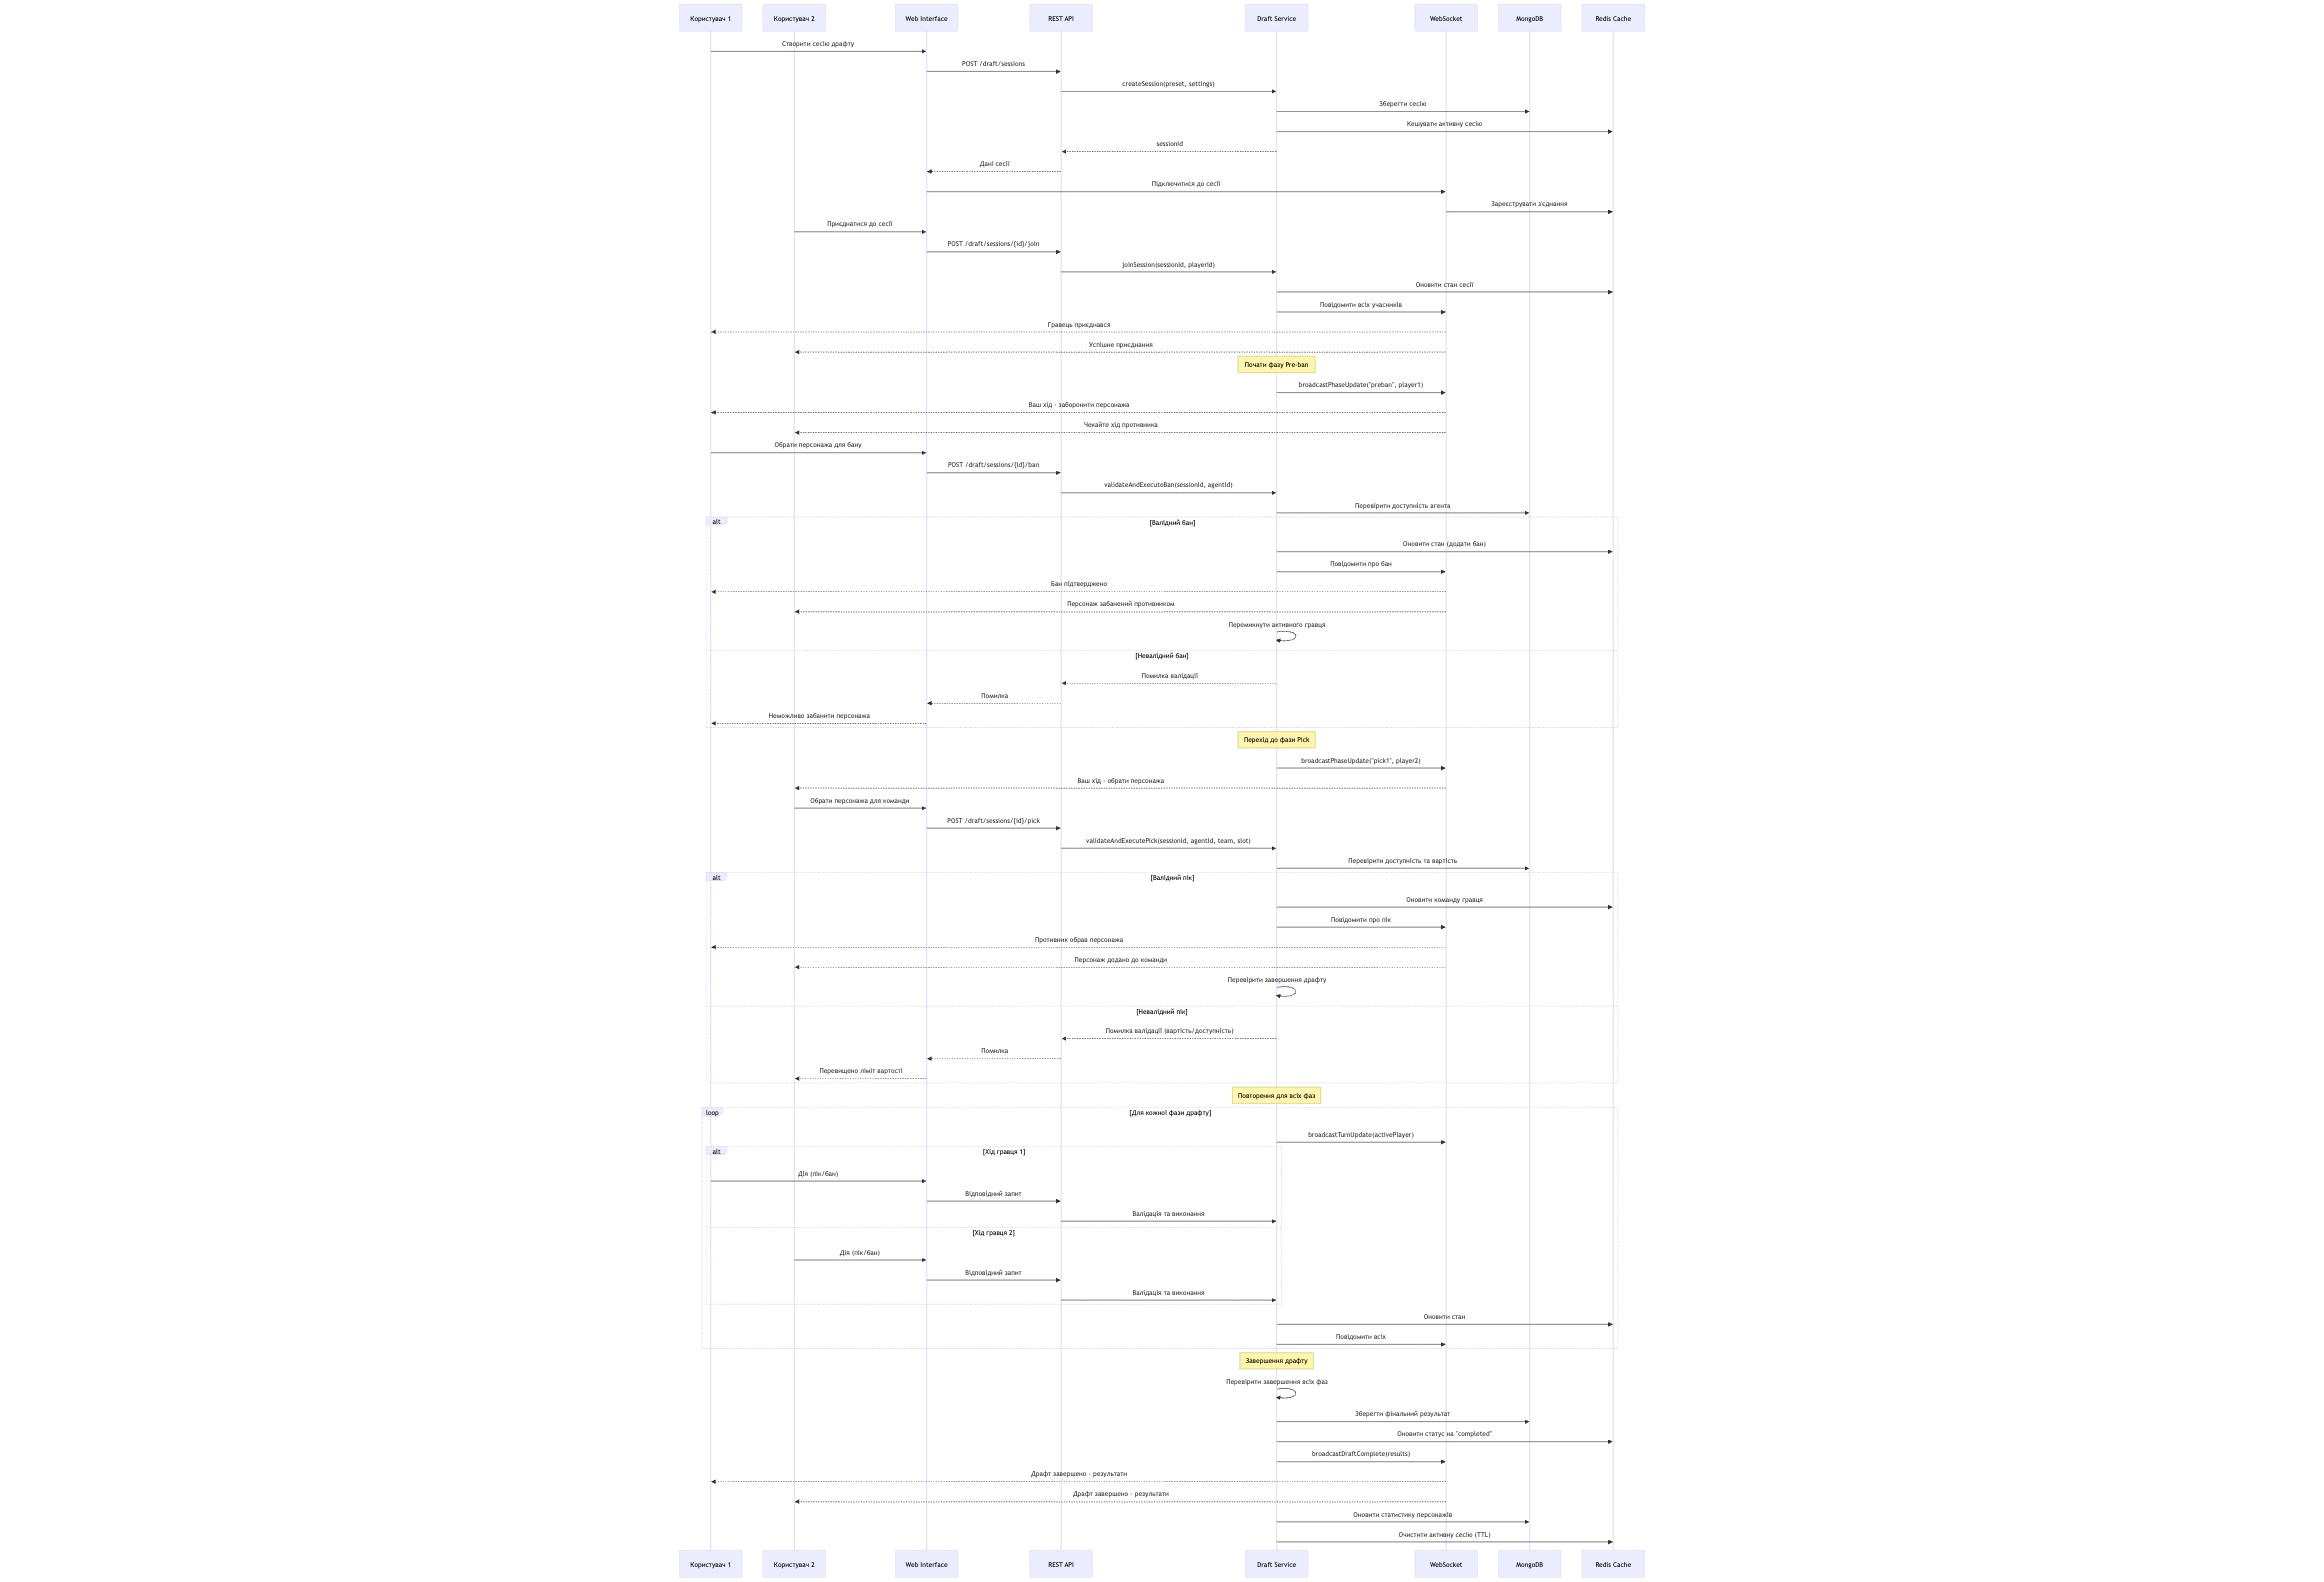 Користувач 1
Користувач 2
Web Interface
REST API
Draft Service
WebSocket
MongoDB
Redis Cache
Створити сесію драфту
POST /draft/sessions
createSession(preset, settings)
Зберегти сесію
Кешувати активну сесію
sessionId
Дані сесії
Підключитися до сесії
Зареєструвати з'єднання
Приєднатися до сесії
POST /draft/sessions/{id}/join
joinSession(sessionId, playerId)
Оновити стан сесії
Повідомити всіх учасників
Гравець приєднався
Успішне приєднання
Почати фазу Pre-ban
broadcastPhaseUpdate("preban", player1)
Ваш хід - заборонити персонажа
Чекайте хід противника
Обрати персонажа для бану
POST /draft/sessions/{id}/ban
validateAndExecuteBan(sessionId, agentId)
Перевірити доступність агента
alt
[Валідний бан]
Оновити стан (додати бан)
Повідомити про бан
Бан підтверджено
Персонаж забанений противником
Перемикнути активного гравця
[Невалідний бан]
Помилка валідації
Помилка
Неможливо забанити персонажа
Перехід до фази Pick
broadcastPhaseUpdate("pick1", player2)
Ваш хід - обрати персонажа
Обрати персонажа для команди
POST /draft/sessions/{id}/pick
validateAndExecutePick(sessionId, agentId, team, slot)
Перевірити доступність та вартість
alt
[Валідний пік]
Оновити команду гравця
Повідомити про пік
Противник обрав персонажа
Персонаж додано до команди
Перевірити завершення драфту
[Невалідний пік]
Помилка валідації (вартість/доступність)
Помилка
Перевищено ліміт вартості
Повторення для всіх фаз
loop
[Для кожної фази драфту]
broadcastTurnUpdate(activePlayer)
alt
[Хід гравця 1]
Дія (пік/бан)
Відповідний запит
Валідація та виконання
[Хід гравця 2]
Дія (пік/бан)
Відповідний запит
Валідація та виконання
Оновити стан
Повідомити всіх
Завершення драфту
Перевірити завершення всіх фаз
Зберегти фінальний результат
Оновити статус на "completed"
broadcastDraftComplete(results)
Драфт завершено - результати
Драфт завершено - результати
Оновити статистику персонажів
Очистити активну сесію (TTL)
Користувач 1
Користувач 2
Web Interface
REST API
Draft Service
WebSocket
MongoDB
Redis Cache